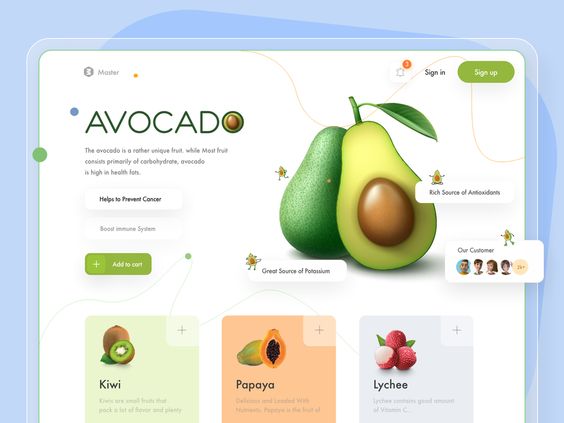 Master
3
Sign in
Sign up
AVOCADO
The avocado is a rather unique fruit. while Most fruit
consists primarily of carbohydrate, avocado
is high in health fats.
Helps to Prevent Cancer
Boost immune System
+ Add to cart
Rich Source of Antioxidants
Our Customer
2k+
Great Source of Potassium
+
Kiwi
Kiwis are small fruits that
pack a lot of flavor and plenty
+
Papaya
Delicious and Loaded With
Nutrients. Papaya is the fruit of
+
Lychee
Lychee contains good amount
of Vitamin C...